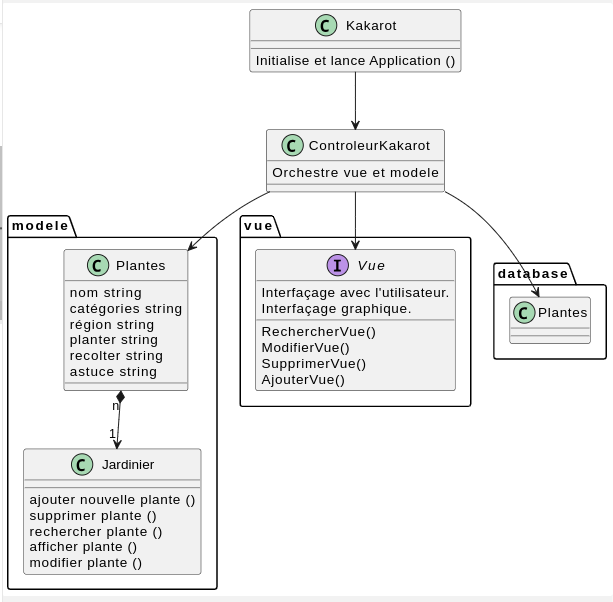 C Kakarot
Initialise et lance Application ()
C ControleurKakarot
Orchestre vue et modele
modele
C Plantes
nom string
catégories string
région string
planter string
recolter string
astuce string
n
1
C Jardinier
ajouter nouvelle plante ()
supprimer plante ()
rechercher plante ()
afficher plante ()
modifier plante ()
vue
I Vue
Interfaçage avec l'utilisateur.
Interfaçage graphique.
RechercherVue()
ModifierVue()
SupprimerVue()
AjouterVue()
database
C Plantes